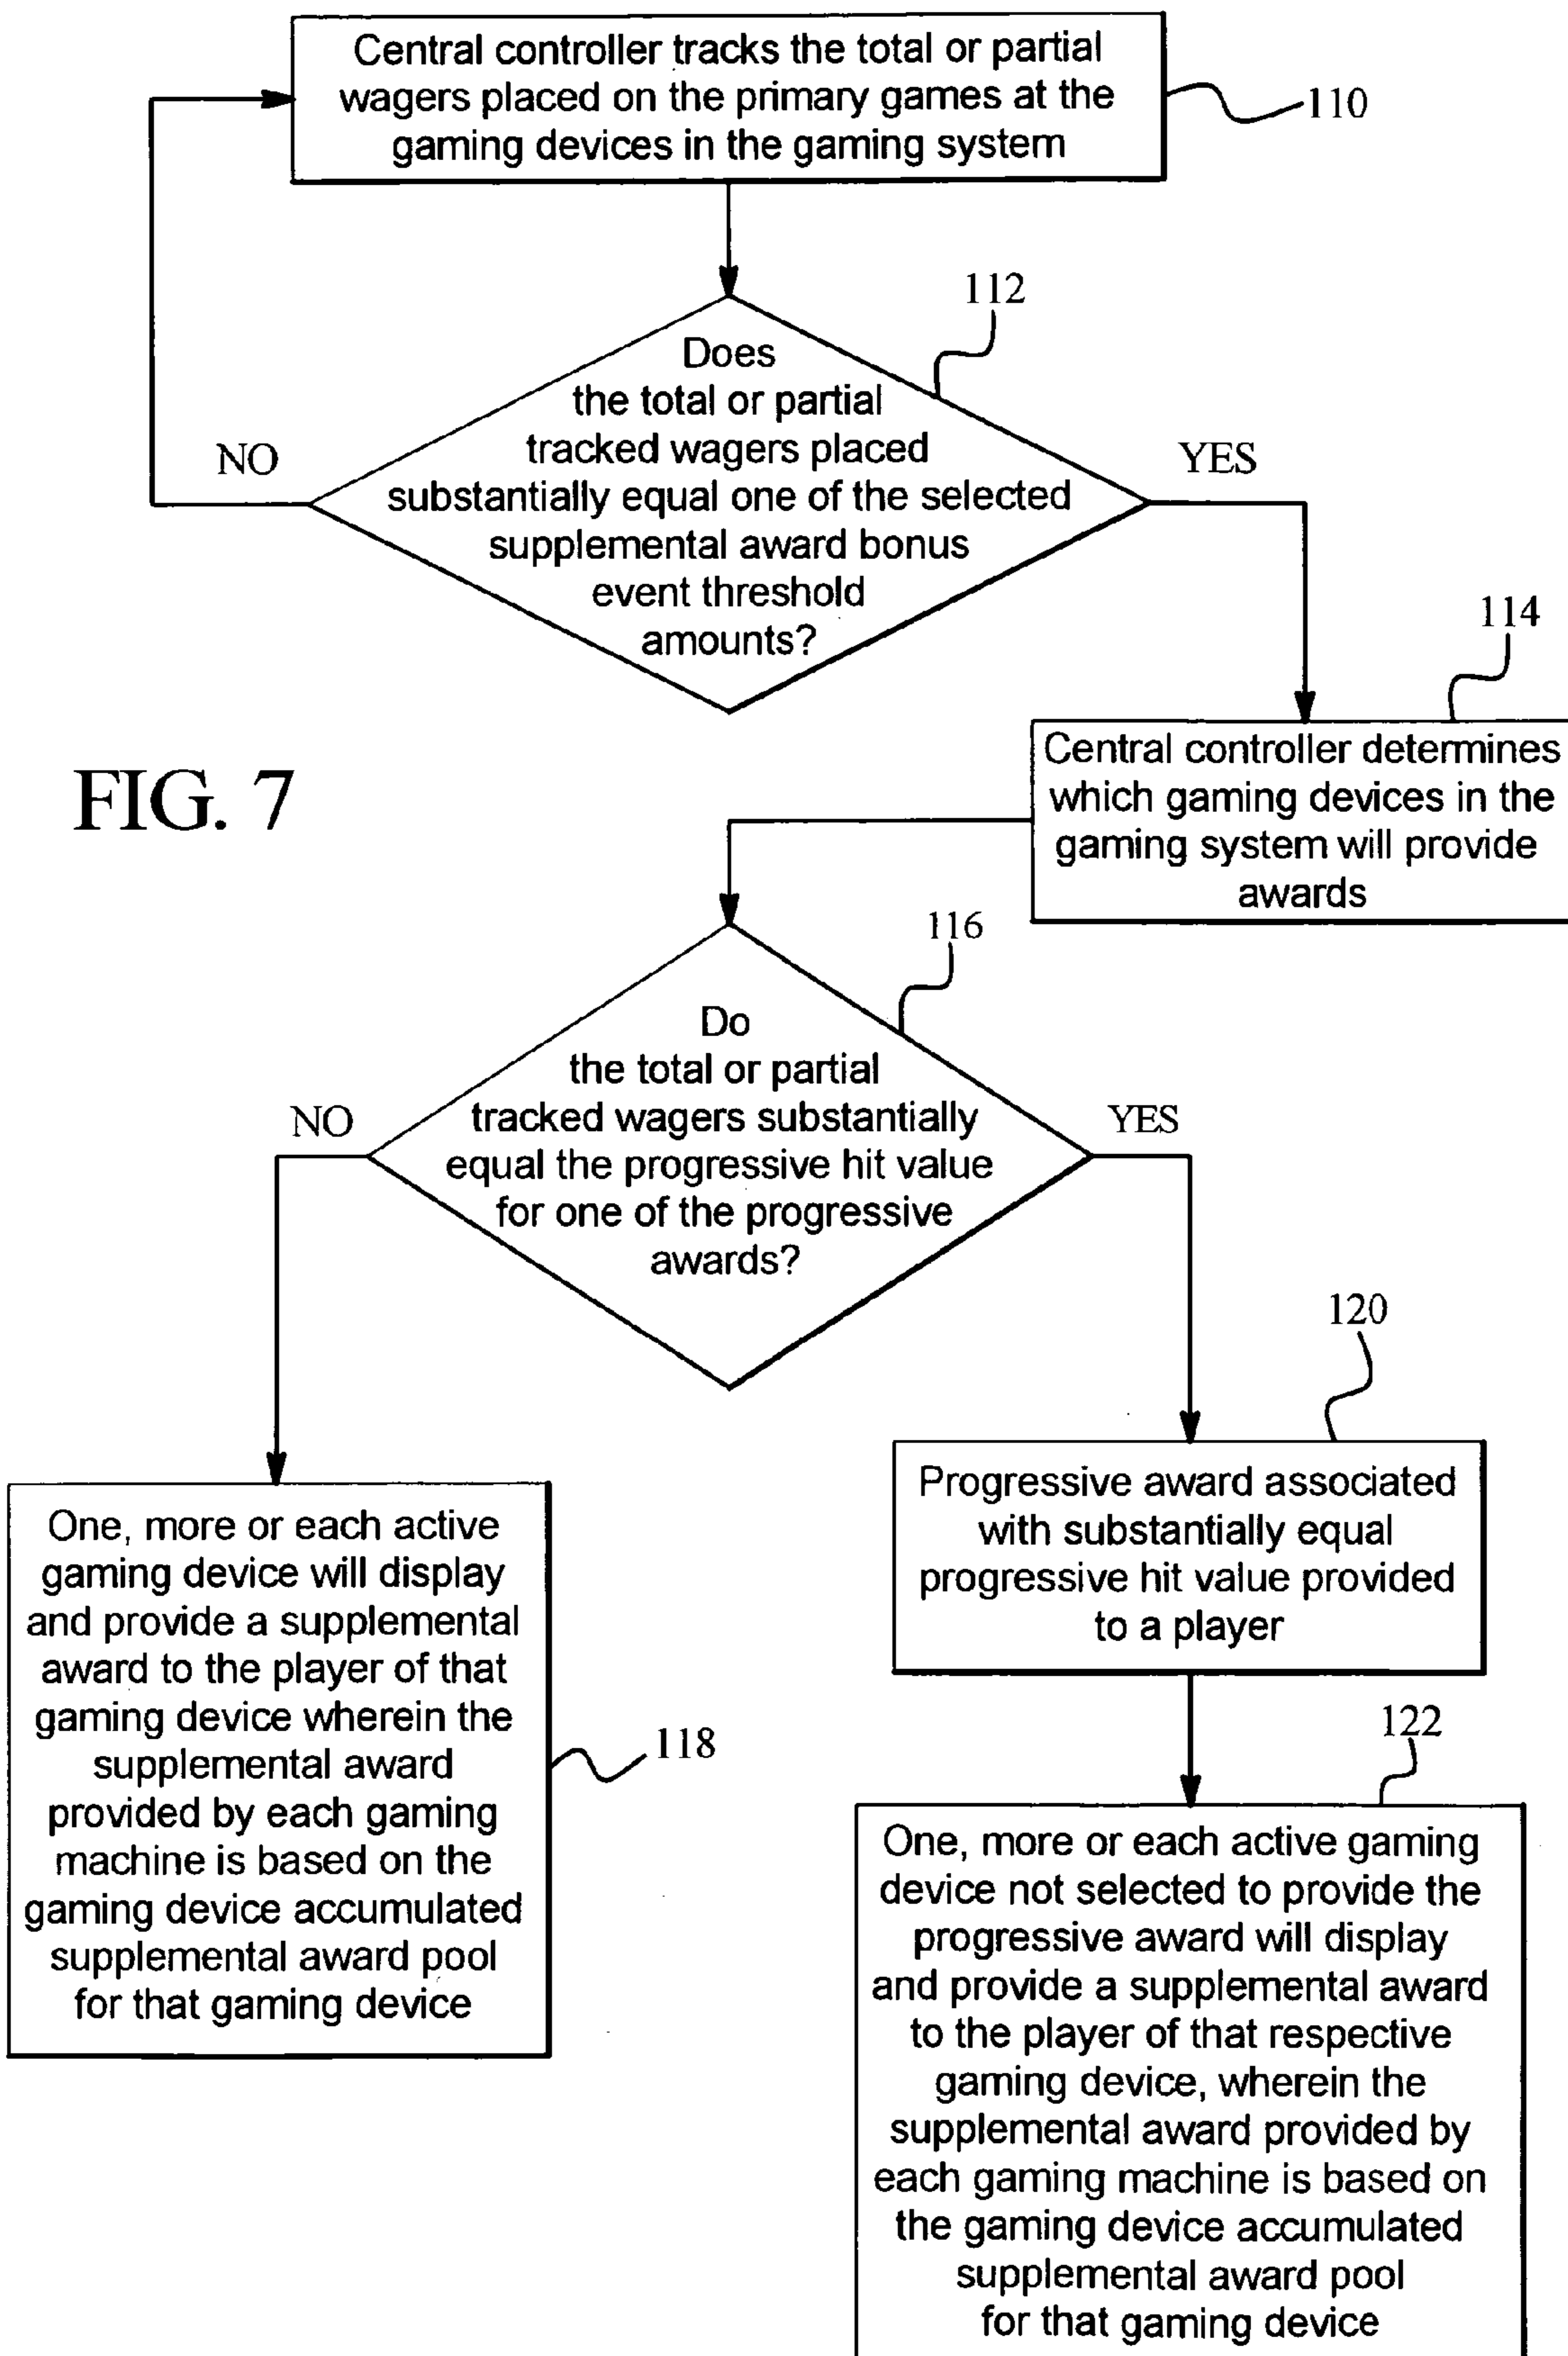 Central controller tracks the total or partial
wagers placed on the primary games at the
gaming devices in the gaming system
110
112
Does
the total or partial
tracked wagers placed
substantially equal one of the selected
supplemental award bonus
event threshold
amounts?
NO
YES
114
Central controller determines
which gaming devices in the
gaming system will provide
awards
FIG. 7
116
Do
the total or partial
tracked wagers substantially
equal the progressive hit value
for one of the progressive
awards?
NO
YES
120
Progressive award associated
with substantially equal
progressive hit value provided
to a player
One, more or each active
gaming device will display
and provide a supplemental
award to the player of that
gaming device wherein the
supplemental award
provided by each gaming
machine is based on the
gaming device accumulated
supplemental award pool
for that gaming device
118
122
One, more or each active gaming
device not selected to provide the
progressive award will display
and provide a supplemental award
to the player of that respective
gaming device, wherein the
supplemental award provided by
each gaming machine is based on
the gaming device accumulated
supplemental award pool
for that gaming device